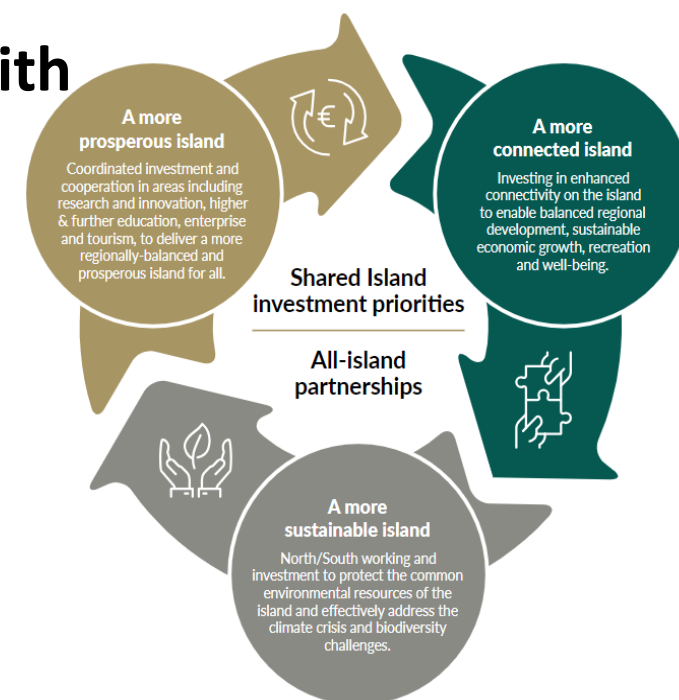 ith
A more
prosperous island
Coordinated investment and
cooperation in areas including
research and innovation, higher
& further education, enterprise
and tourism, to deliver a more
regionally-balanced and
prosperous island for all.
€
A more
connected island
Investing in enhanced
connectivity on the island
to enable balanced regional
development, sustainable
economic growth, recreation
and well-being.
Shared Island
investment priorities
All-island
partnerships
A more
sustainable island
North/South working and
investment to protect the common
environmental resources of the
island and effectively address the
climate crisis and biodiversity
challenges.